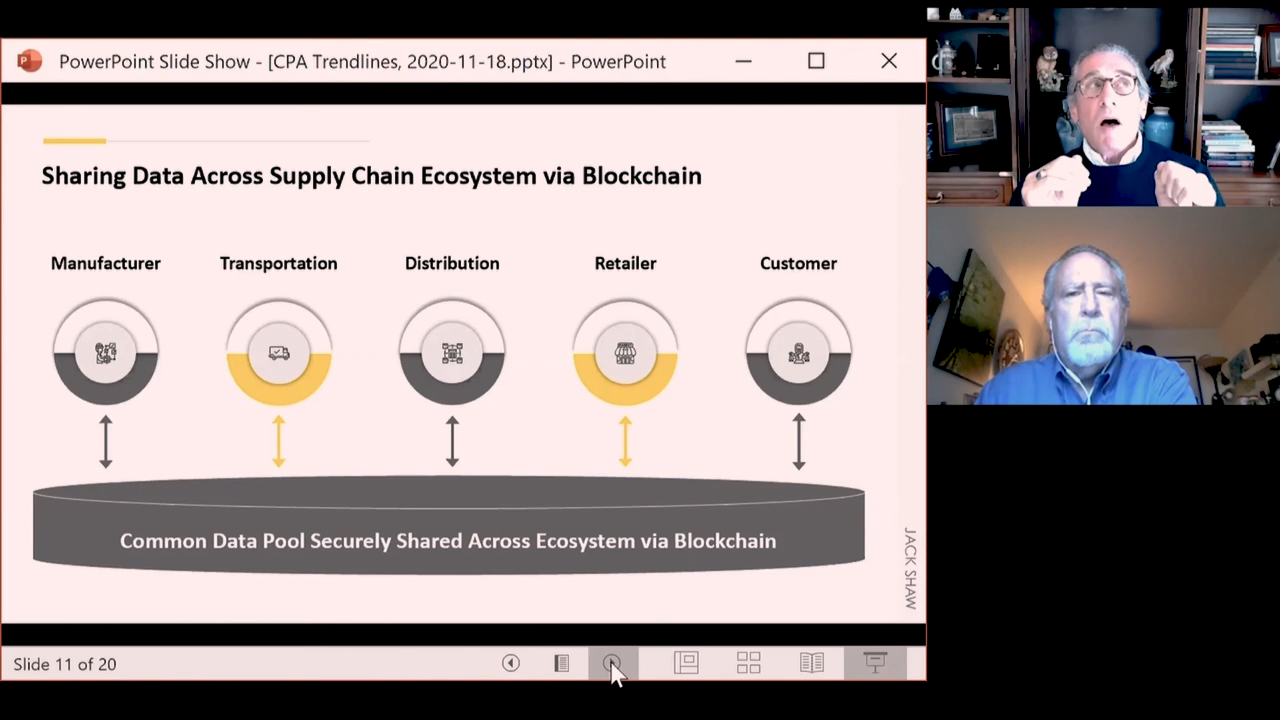 PowerPoint Slide Show - [CPA Trendlines, 2020-11-18.pptx] - PowerPoint
Sharing Data Across Supply Chain Ecosystem via Blockchain
Manufacturer
Transportation
Distribution
Retailer
Customer
Common Data Pool Securely Shared Across Ecosystem via Blockchain
JACK SHAW
Slide 11 of 20